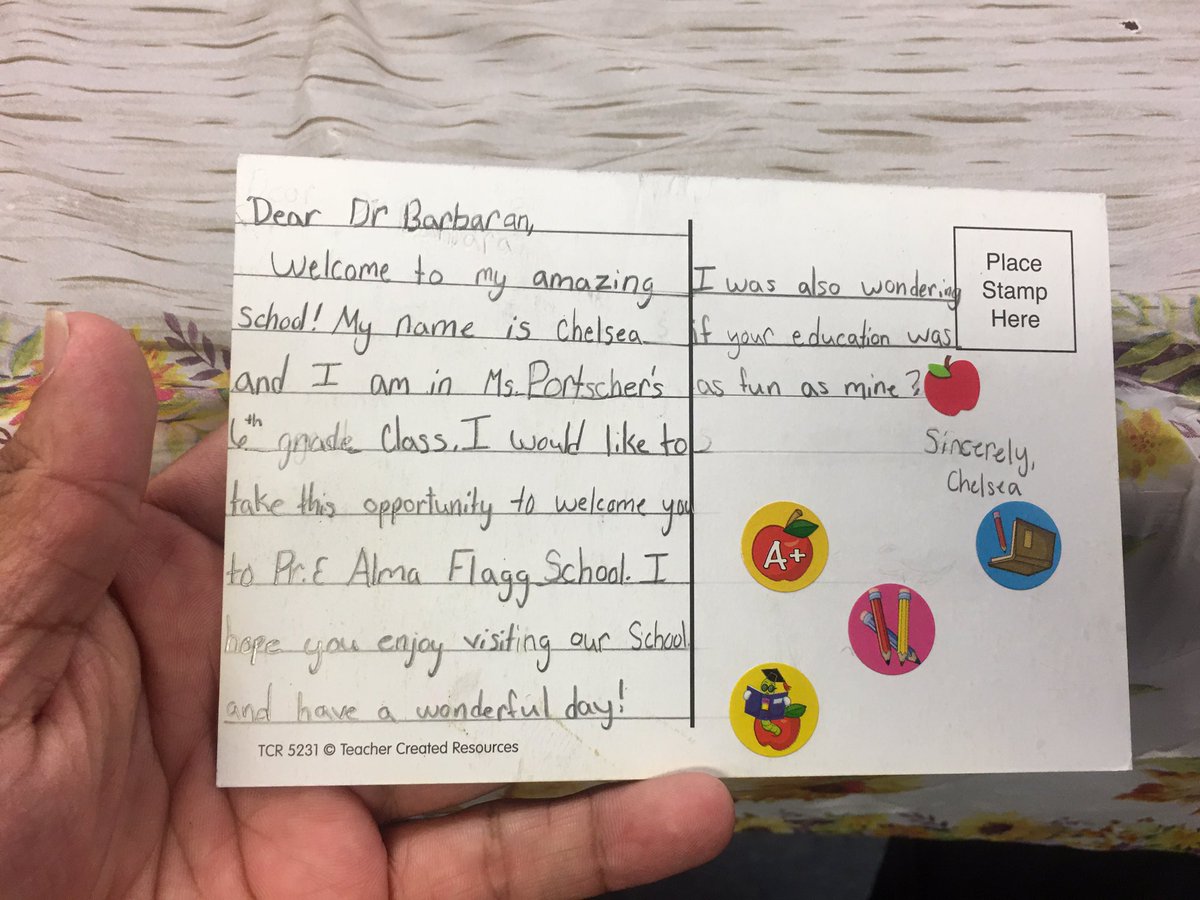 Dear Dr Barbaran,
Welcome to my amazing
School! My name is Chelsea
and I am in Ms. Portscher's
6th grade Class. I would like to
take this opportunity to welcome you
to Dr. E Alma Flagg School. I
hope you enjoy visiting our School
and have a wonderful day!
TCR 5231 © Teacher Created Resources
Place
Stamp
Here
I was also wondering
if your education was
as fun as mine?
Sincerely,
Chelsea
A+